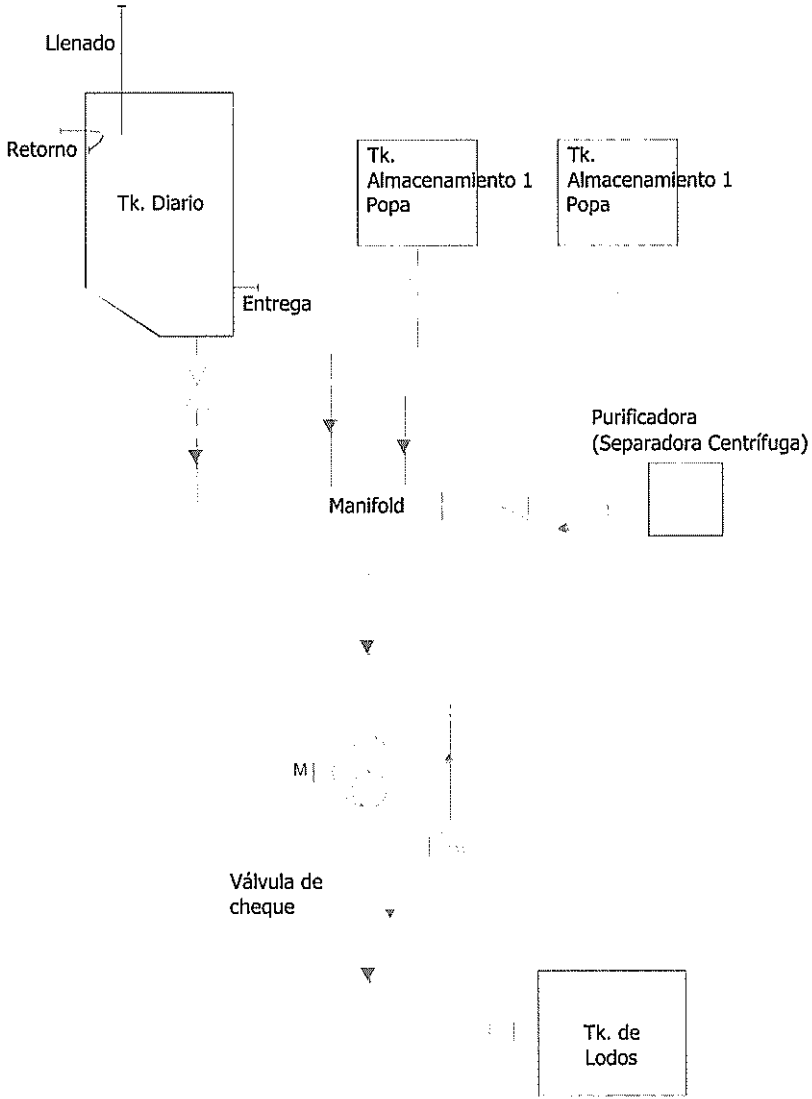 Llenado
Retorno
Tk. Diario
Entrega
Tk.
Almacenamiento 1
Popa
Tk.
Almacenamiento 1
Popa
Purificadora
(Separadora Centrífuga)
Manifold
M
Válvula de
cheque
Tk. de
Lodos